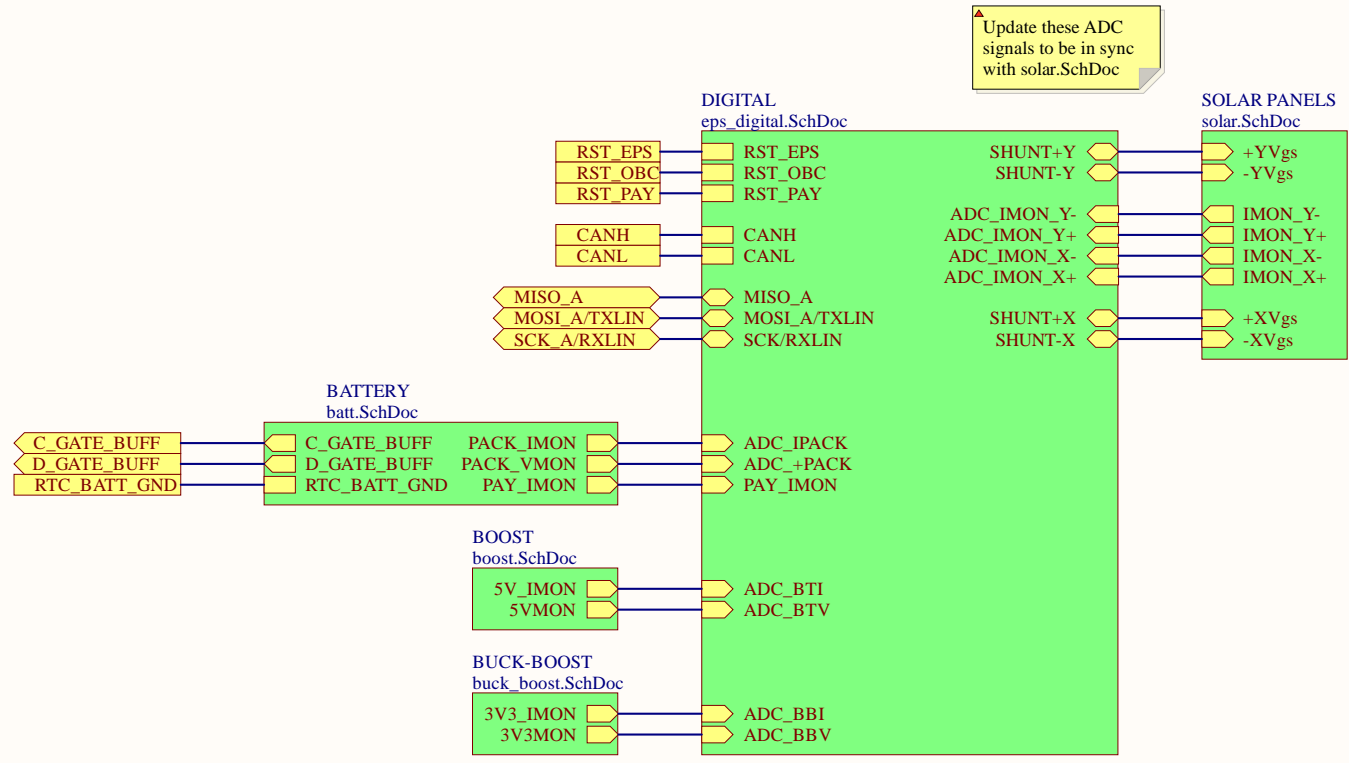 Update these ADC
signals to be in sync
with solar.SchDoc
DIGITAL
eps_digital.SchDoc
SOLAR PANELS
solar.SchDoc
RST_EPS RST_EPS SHUNT+Y +YVgs
RST_OBC RST_OBC SHUNT-Y -YVgs
RST_PAY RST_PAY
ADC_IMON_Y- IMON_Y-
CANH CANH ADC_IMON_Y+ IMON_Y+
CANL CANL ADC_IMON_X- IMON_X-
ADC_IMON_X+ IMON_X+
MISO_A MISO_A
MOSI_A/TXLIN MOSI_A/TXLIN SHUNT+X +XVgs
SCK_A/RXLIN SCK/RXLIN SHUNT-X -XVgs
BATTERY
batt.SchDoc
C_GATE_BUFF C_GATE_BUFF PACK_IMON ADC_IPACK
D_GATE_BUFF D_GATE_BUFF PACK_VMON ADC_+PACK
RTC_BATT_GND RTC_BATT_GND PAY_IMON PAY_IMON
BOOST
boost.SchDoc
5V_IMON ADC_BTI
5VMON ADC_BTV
BUCK-BOOST
buck_boost.SchDoc
3V3_IMON ADC_BBI
3V3MON ADC_BBV